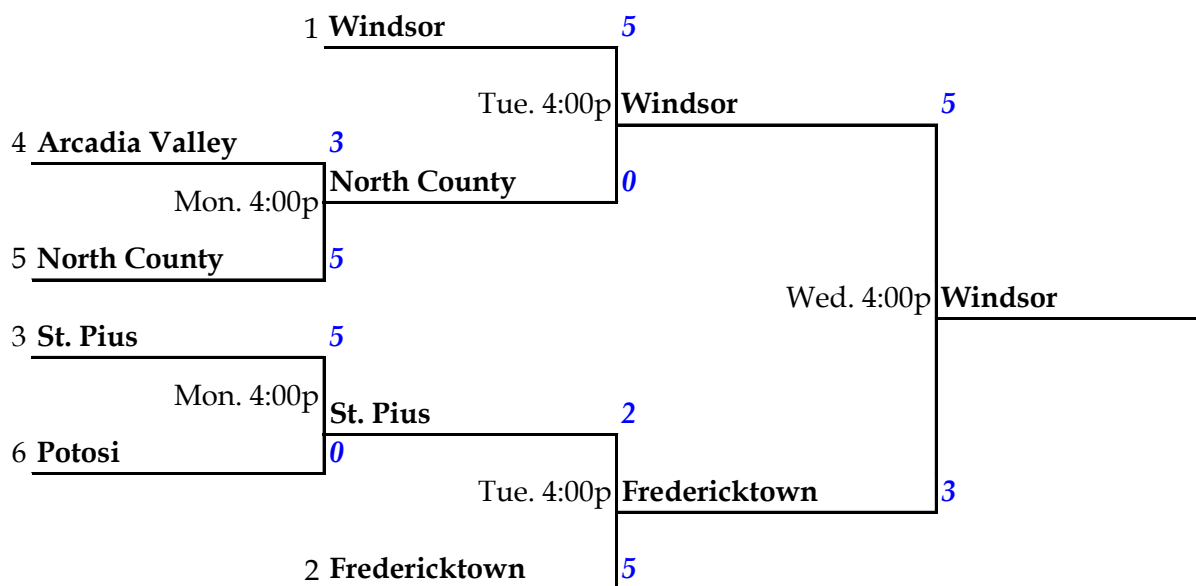 1 Windsor 5
Tue. 4:00p Windsor 5
4 Arcadia Valley 3
North County 0
Mon. 4:00p
5 North County 5
Wed. 4:00p Windsor
3 St. Pius 5
Mon. 4:00p
St. Pius 2
6 Potosi 0
Tue. 4:00p Fredericktown 3
2 Fredericktown 5